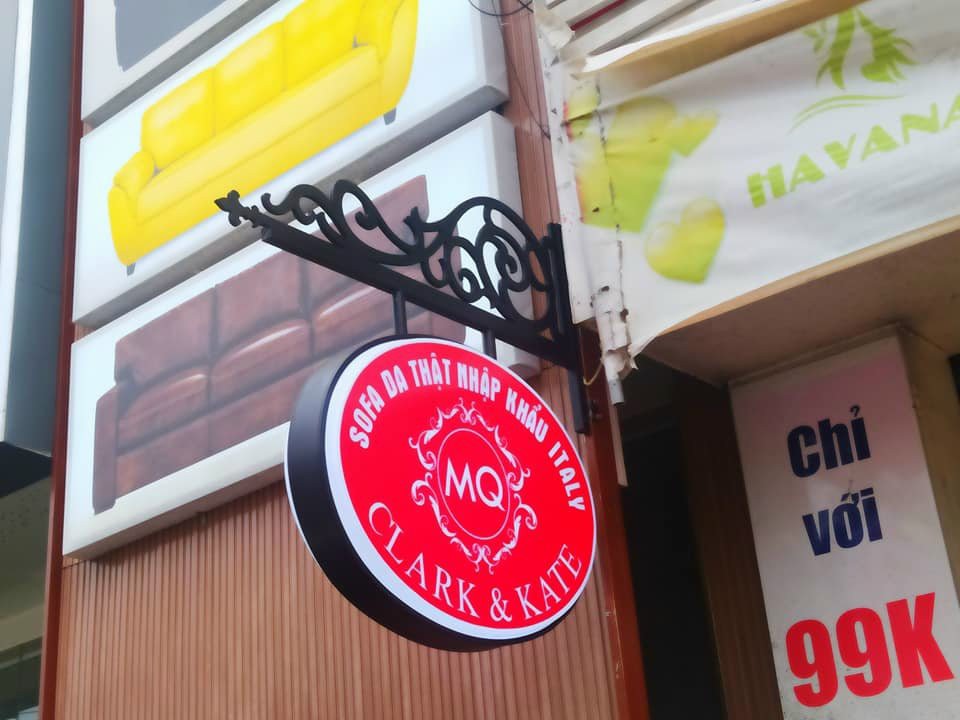 SOFA DA THẬT NHẬP KHẨU ITALY
MQ
CLARK & KATE
HAVANA
Chỉ
với
99K